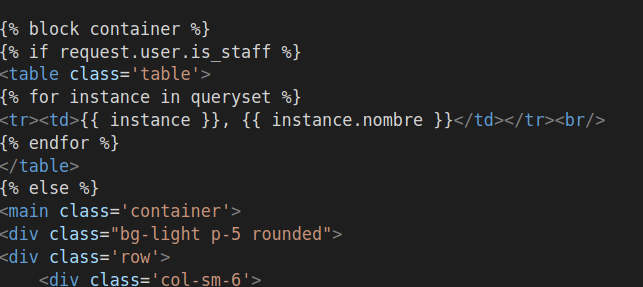 {% block container %}
{% if request.user.is_staff %}
<table class='table'>
{% for instance in queryset %}
<tr><td>{{ instance }}, {{ instance.nombre }}</td></tr><br/>
{% endfor %}
</table>
{% else %}
<main class='container'>
<div class="bg-light p-5 rounded">
<div class='row'>
    <div class='col-sm-6'>